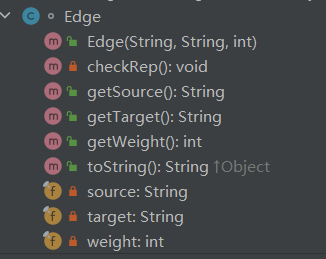 Edge
Edge(String, String, int)
checkRep(): void
getSource(): String
getTarget(): String
getWeight(): int
toString(): String ↑Object
source: String
target: String
weight: int